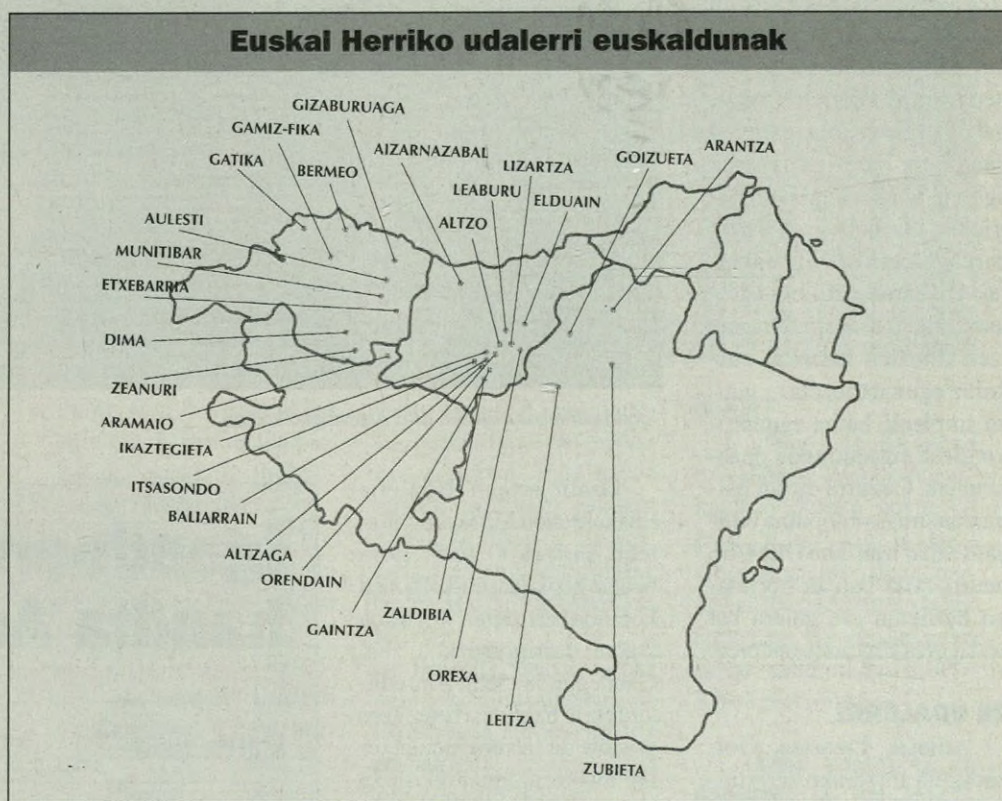 Euskal Herriko udalerri euskaldunak
GIZABURUAGA
GAMIZ-FIKA
GATIKA
BERMEO
AIZARNAZABAL
LIZARTZA
LEABURU
ALTZO
ELDUAIN
GOIZUETA
ARANTZA
AULESTI
MUNITIBAR
ETXEBARRIA
DIMA
ZEANURI
ARAMAIO
IKAZTEGIETA
ITSASONDO
BALIARRAIN
ALTZAGA
ORENDAIN
GAINTZA
ZALDIBIA
OREXA
LEITZA
ZUBIETA